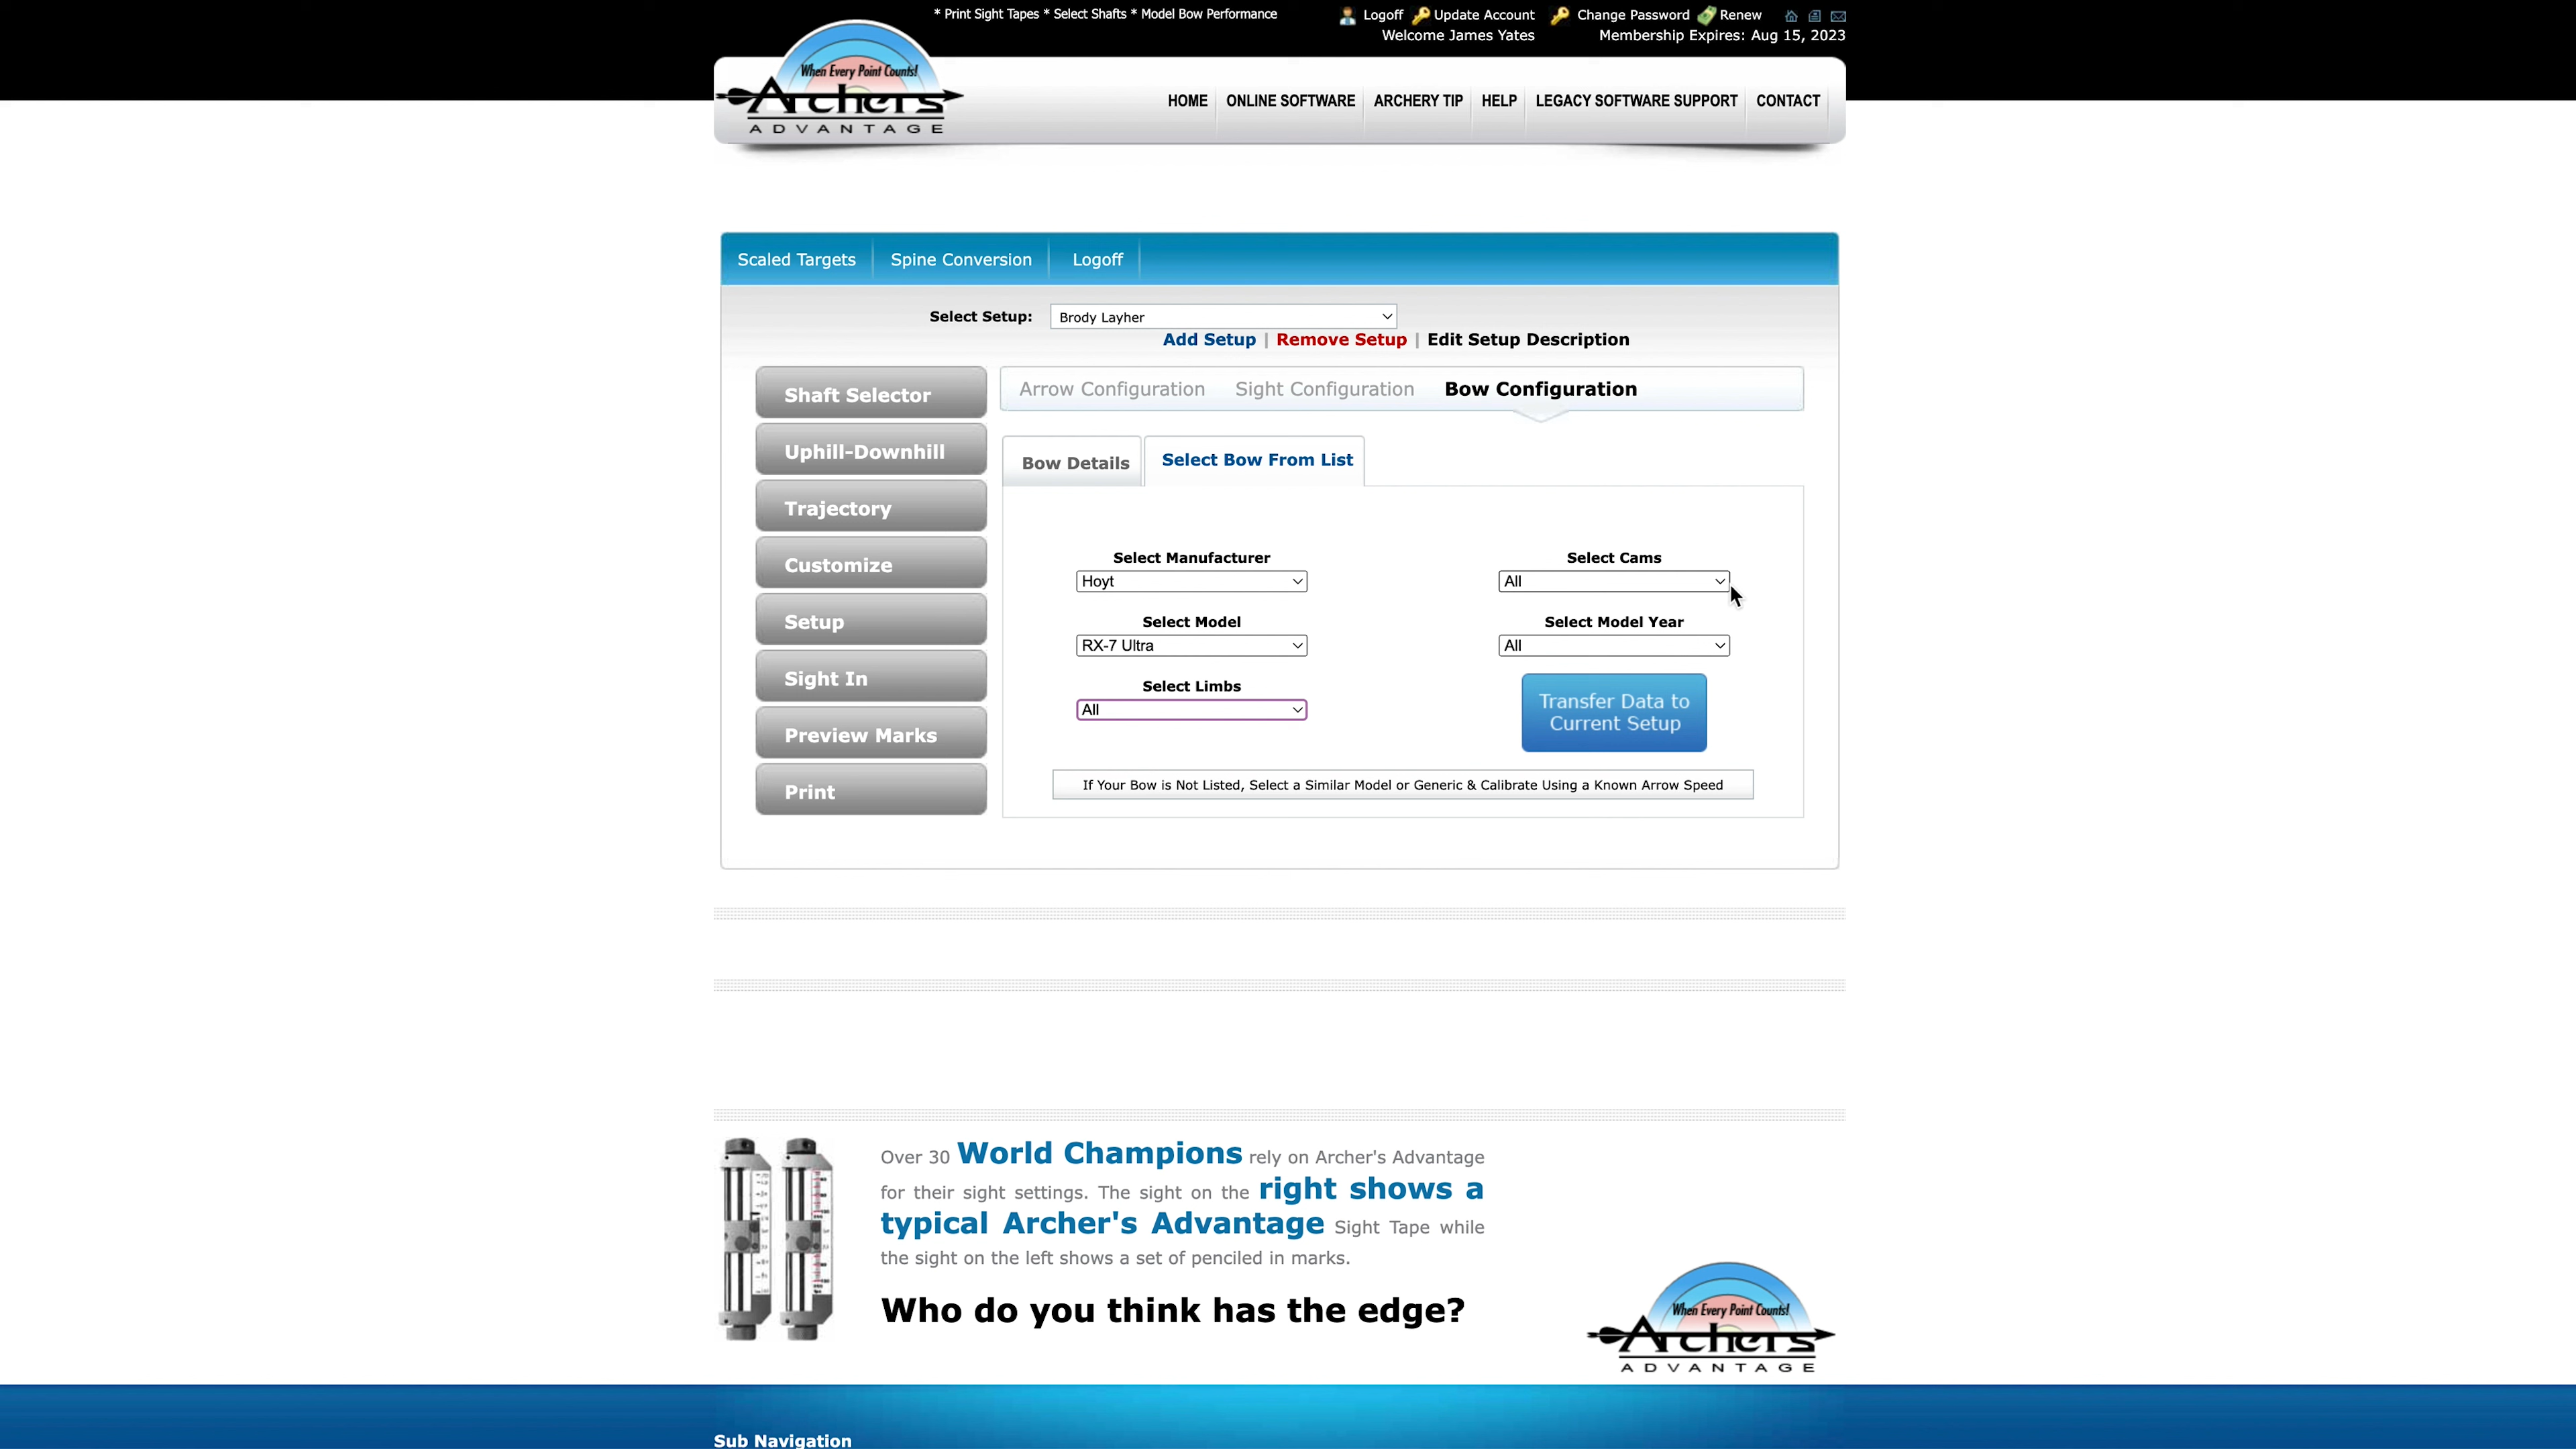 * Print Sight Tapes * Select Shafts * Model Bow Performance
Logoff Update Account Change Password Renew
Welcome James Yates Membership Expires: Aug 15, 2023
When Every Point Counts!
Archers
ADVANTAGE
HOME ONLINE SOFTWARE ARCHERY TIP HELP LEGACY SOFTWARE SUPPORT CONTACT
Scaled Targets Spine Conversion Logoff
Select Setup: Brody Layher
Add Setup | Remove Setup | Edit Setup Description
Shaft Selector
Uphill-Downhill
Trajectory
Customize
Setup
Sight In
Preview Marks
Print
Arrow Configuration Sight Configuration Bow Configuration
Bow Details Select Bow From List
Select Manufacturer
Hoyt
Select Model
RX-7 Ultra
Select Limbs
All
Select Cams
All
Select Model Year
All
Transfer Data to
Current Setup
If Your Bow is Not Listed, Select a Similar Model or Generic & Calibrate Using a Known Arrow Speed
Over 30 World Champions rely on Archer's Advantage
for their sight settings. The sight on the right shows a
typical Archer's Advantage Sight Tape while
the sight on the left shows a set of penciled in marks.
Who do you think has the edge?
When Every Point Counts!
Archers
ADVANTAGE
Sub Navigation